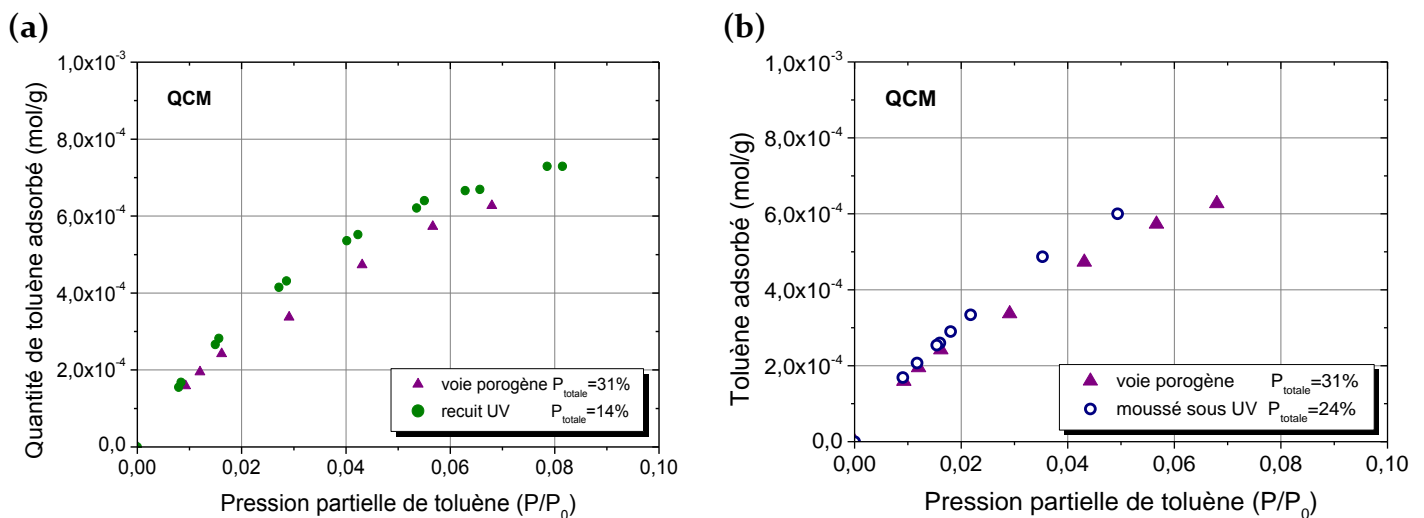 (a)
Quantité de toluène adsorbé (mol/g)
1,0x10⁻³
8,0x10⁻⁴
6,0x10⁻⁴
4,0x10⁻⁴
2,0x10⁻⁴
0,0
QCM
voie porogène P_totale=31%
recuit UV P_totale=14%
0,00 0,02 0,04 0,06 0,08 0,10
Pression partielle de toluène (P/P₀)
(b)
Toluène adsorbé (mol/g)
1,0x10⁻³
8,0x10⁻⁴
6,0x10⁻⁴
4,0x10⁻⁴
2,0x10⁻⁴
0,0
QCM
voie porogène P_totale=31%
moussé sous UV P_totale=24%
0,00 0,02 0,04 0,06 0,08 0,10
Pression partielle de toluène (P/P₀)